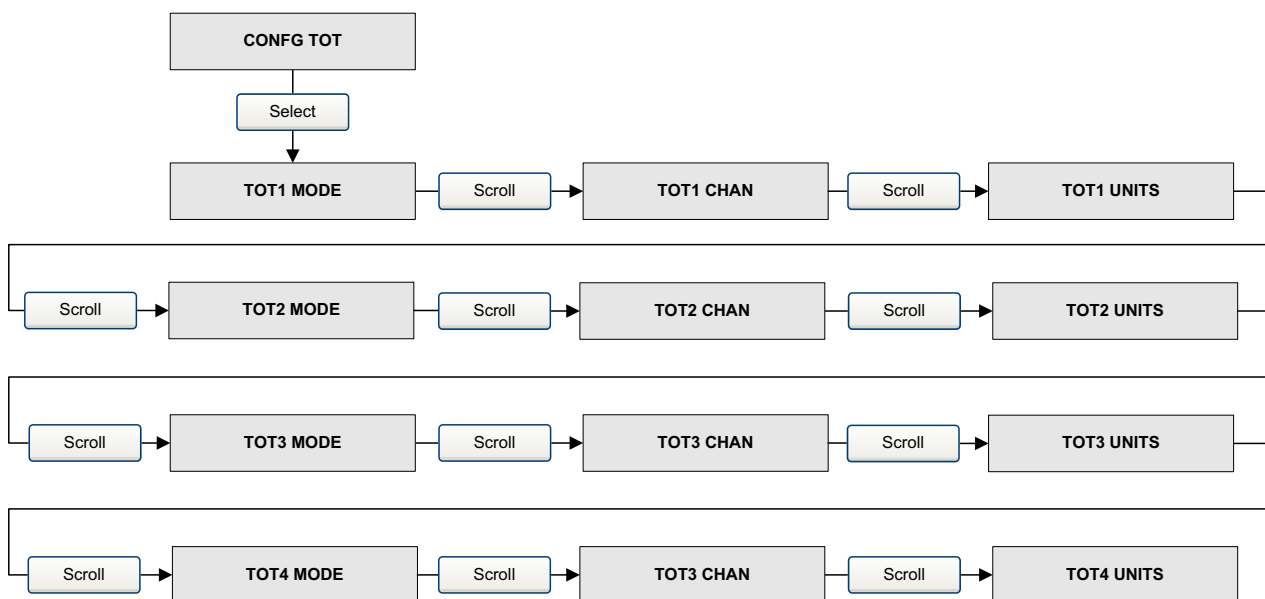 CONFG TOT
Select
TOT1 MODE
Scroll
TOT1 CHAN
Scroll
TOT1 UNITS
Scroll
TOT2 MODE
Scroll
TOT2 CHAN
Scroll
TOT2 UNITS
Scroll
TOT3 MODE
Scroll
TOT3 CHAN
Scroll
TOT3 UNITS
Scroll
TOT4 MODE
Scroll
TOT3 CHAN
Scroll
TOT4 UNITS